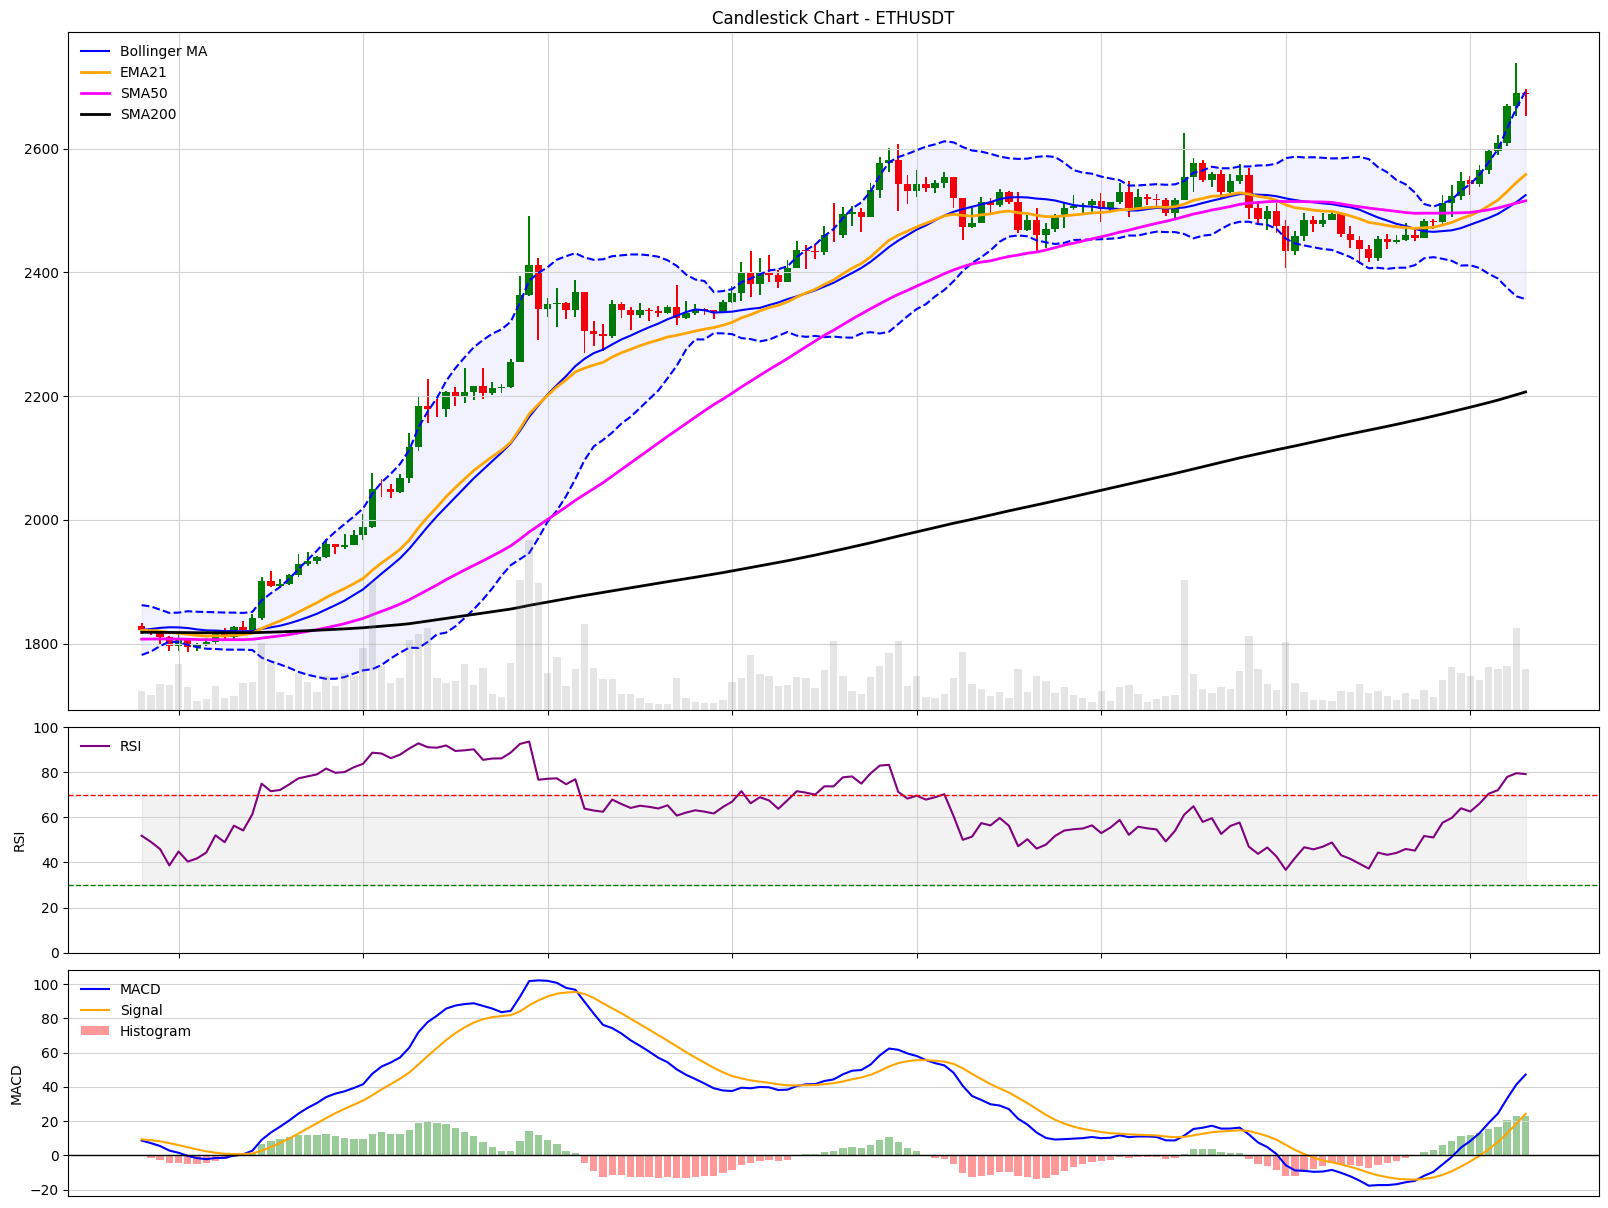 Candlestick Chart - ETHUSDT
Bollinger MA
EMA21
SMA50
SMA200
2600
2400
2200
2000
1800
RSI
100
80
60
40
20
0
RSI
MACD
Signal
Histogram
100
80
60
40
20
0
−20
MACD